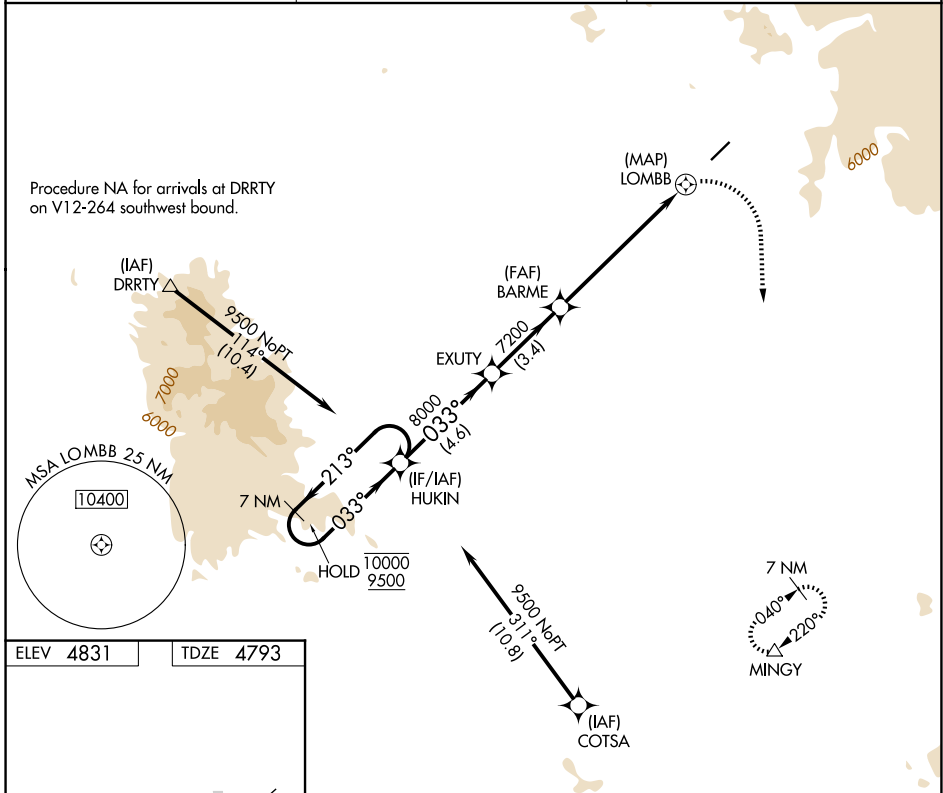 6000
(MAP)
LOMBB
Procedure NA for arrivals at DRRTY
on V12-264 southwest bound.
(IAF)
DRRTY
9500 NoPT
114°
(10.4)
(FAF)
BARME
7200
(3.4)
EXUTY
8000
033°
(4.6)
7000
6000
(IF/IAF)
HUKIN
213°
033°
7 NM
HOLD
10000
9500
MSA LOMBB 25 NM
10400
9500 NoPT
311°
(10.8)
(IAF)
COTSA
7 NM
040°
220°
MINGY
ELEV 4831
TDZE 4793